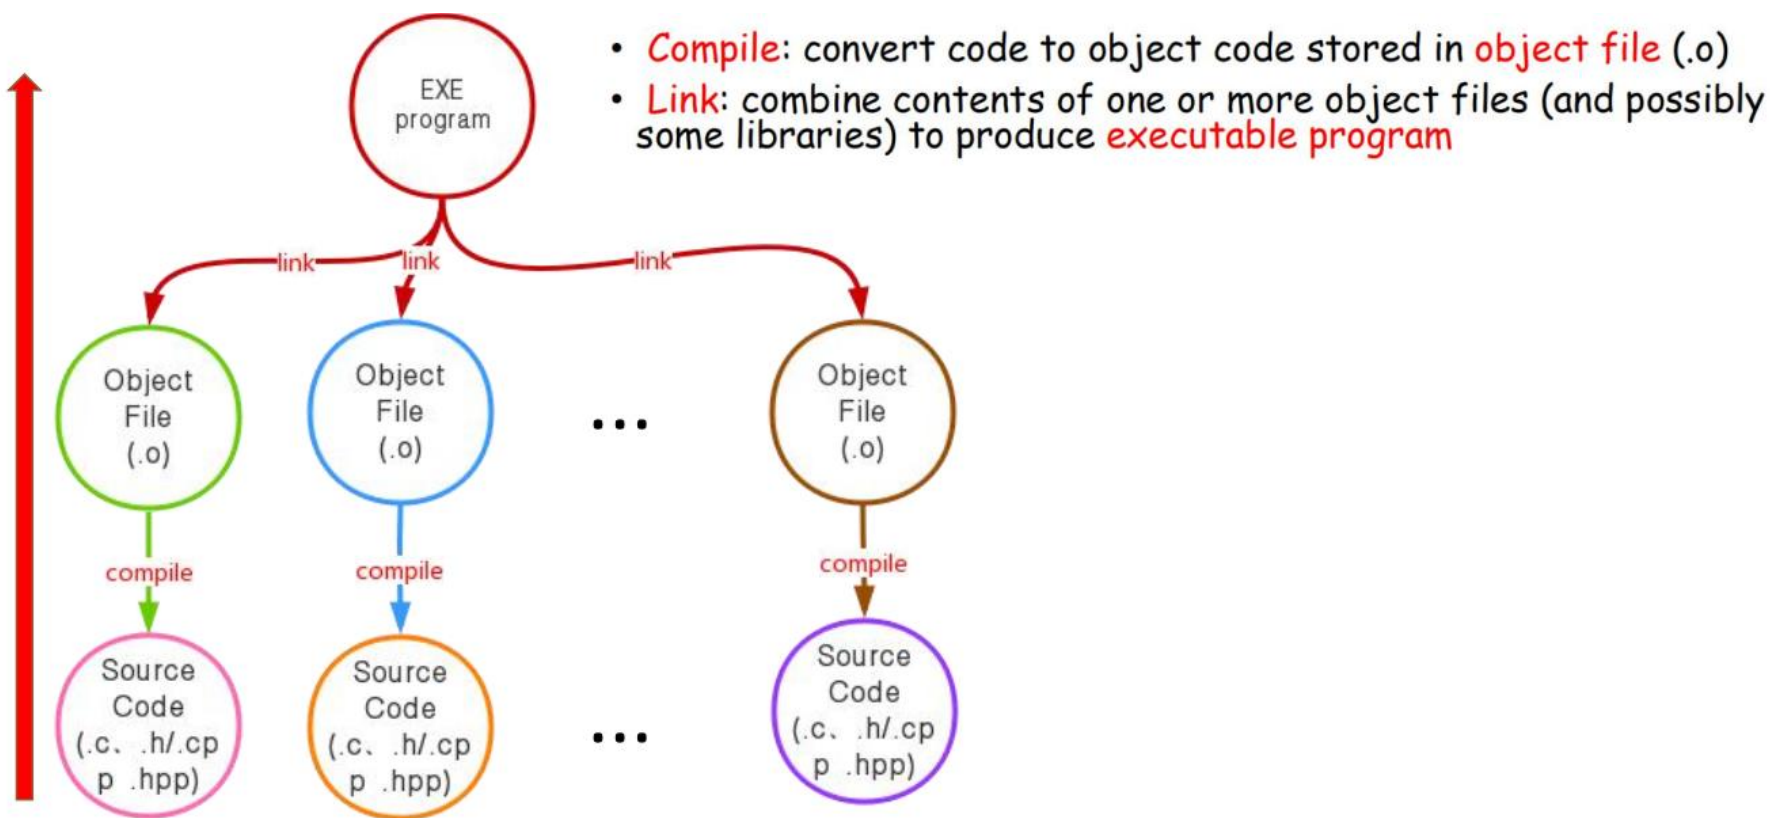 • Compile: convert code to object code stored in object file (.o)
• Link: combine contents of one or more object files (and possibly
some libraries) to produce executable program
EXE
program
link
link
link
Object
File
(.o)
Object
File
(.o)
...
Object
File
(.o)
compile
compile
compile
Source
Code
(.c、.h/.cp
p .hpp)
Source
Code
(.c、.h/.cp
p .hpp)
...
Source
Code
(.c、.h/.cp
p .hpp)